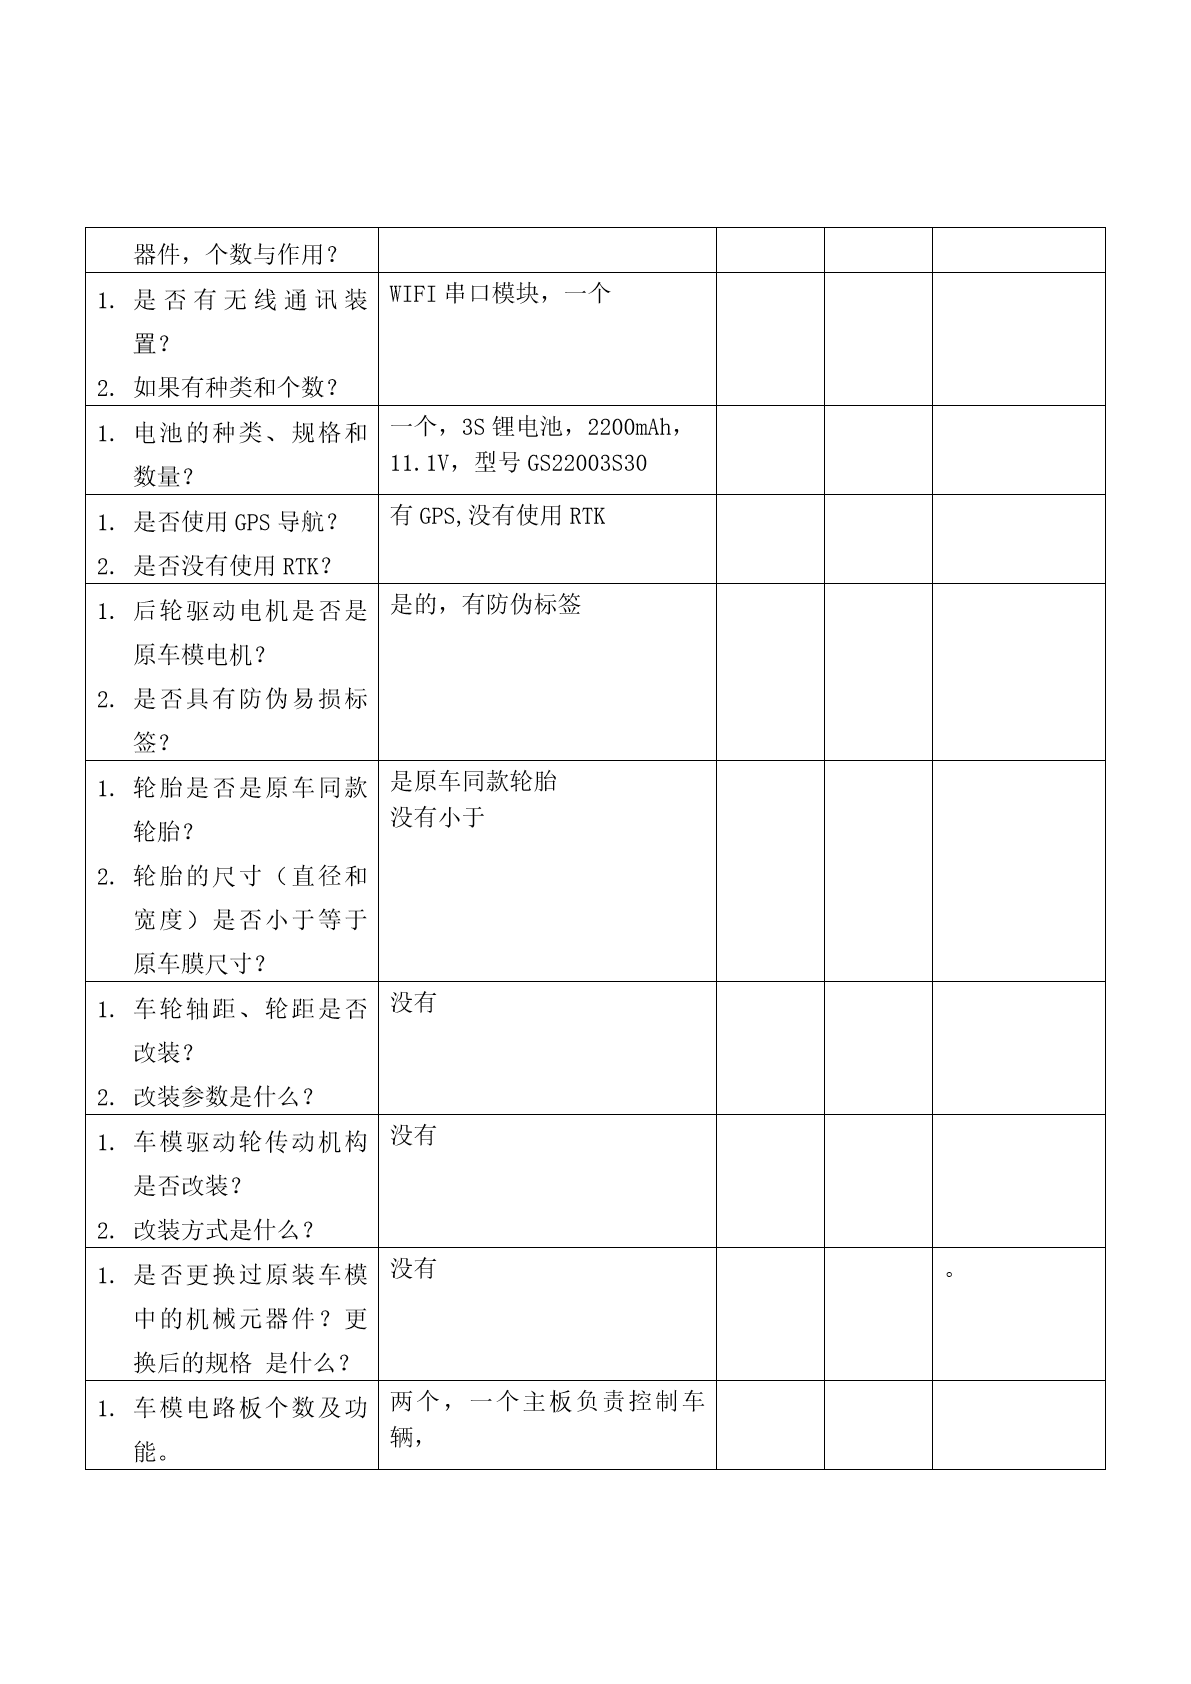 器件，个数与作用？
1. 是否有无线通讯装
置？
2. 如果有种类和个数？
WIFI 串口模块，一个
1. 电池的种类、规格和
数量？
一个，3S 锂电池，2200mAh，
11.1V，型号 GS22003S30
1. 是否使用 GPS 导航？
2. 是否没有使用 RTK？
有 GPS,没有使用 RTK
1. 后轮驱动电机是否是
原车模电机？
2. 是否具有防伪易损标
签？
是的，有防伪标签
1. 轮胎是否是原车同款
轮胎？
2. 轮胎的尺寸（直径和
宽度）是否小于等于
原车膜尺寸？
是原车同款轮胎
没有小于
1. 车轮轴距、轮距是否
改装？
2. 改装参数是什么？
没有
1. 车模驱动轮传动机构
是否改装？
2. 改装方式是什么？
没有
1. 是否更换过原装车模
中的机械元器件？更
换后的规格 是什么？
没有
。
1. 车模电路板个数及功
能。
两个，一个主板负责控制车
辆，